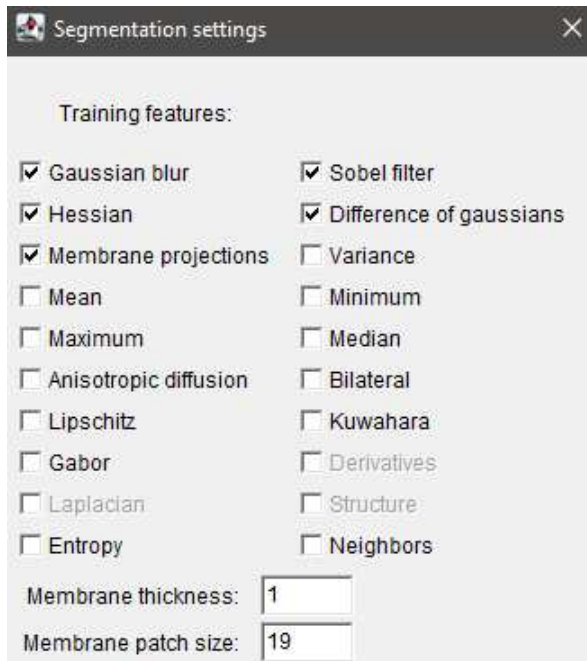 Segmentation settings
Training features:
Gaussian blur Sobel filter
Hessian Difference of gaussians
Membrane projections Variance
Mean Minimum
Maximum Median
Anisotropic diffusion Bilateral
Lipschitz Kuwahara
Gabor Derivatives
Laplacian Structure
Entropy Neighbors
Membrane thickness: 1
Membrane patch size: 19